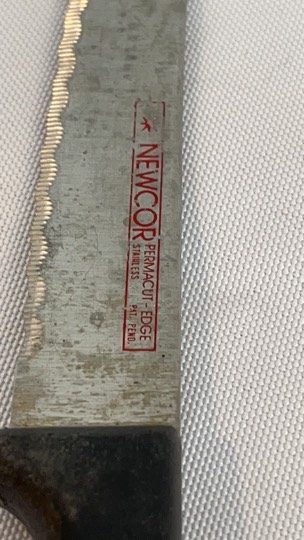 NEWCOR
PERMACUT-EDGE
STAINLESS PAT. PEND.